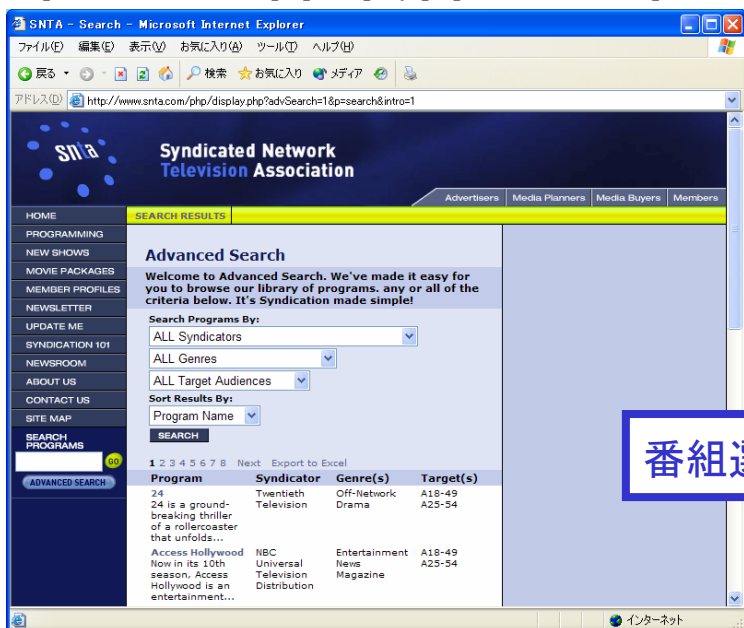 SNTA - Search - Microsoft Internet Explorer
ファイル(F) 編集(E) 表示(V) お気に入り(A) ツール(T) ヘルプ(H)
戻る 検索 お気に入り メディア
アドレス(D) http://www.snta.com/php/display.php?advSearch=1&p=search&intro=1
snta
Syndicated Network
Television Association
Advertisers Media Planners Media Buyers Members
HOME
PROGRAMMING
NEW SHOWS
MOVIE PACKAGES
MEMBER PROFILES
NEWSLETTER
UPDATE ME
SYNDICATION 101
NEWSROOM
ABOUT US
CONTACT US
SITE MAP
SEARCH
PROGRAMS
GO
ADVANCED SEARCH
SEARCH RESULTS
Advanced Search
Welcome to Advanced Search. We've made it easy for
you to browse our library of programs. any or all of the
criteria below. It's Syndication made simple!
Search Programs By:
ALL Syndicators
ALL Genres
ALL Target Audiences
Sort Results By:
Program Name
SEARCH
1 2 3 4 5 6 7 8 Next Export to Excel
Program Syndicator Genre(s) Target(s)
24 Twentieth Off-Network A18-49
24 is a ground- Television Drama A25-54
breaking thriller
of a rollercoaster
that unfolds...
Access Hollywood NBC Entertainment A18-49
Now in its 10th Universal News A25-54
season, Access Television Magazine
Hollywood is an Distribution
entertainment...
番組選
インターネット